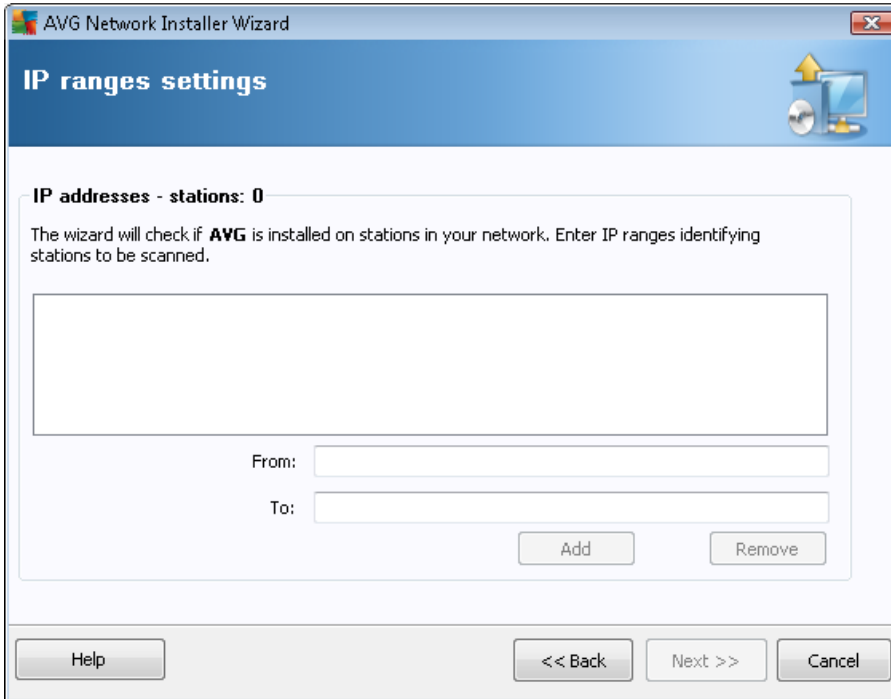 AVG Network Installer Wizard
IP ranges settings
IP addresses - stations: 0
The wizard will check if AVG is installed on stations in your network. Enter IP ranges identifying
stations to be scanned.
From:
To:
Add Remove
Help << Back Next >> Cancel